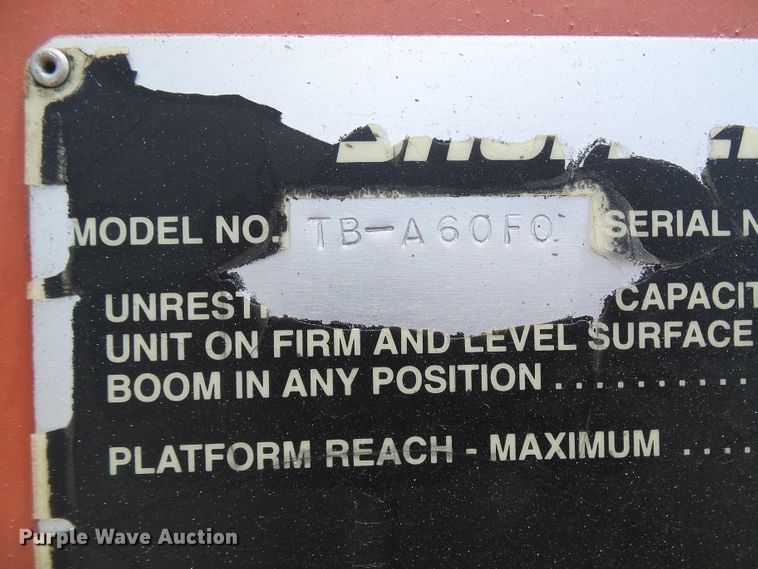 MODEL NO. TB-A60FO SERIAL N
UNREST CAPACIT
UNIT ON FIRM AND LEVEL SURFACE
BOOM IN ANY POSITION ..........
PLATFORM REACH - MAXIMUM ....
Purple Wave Auction